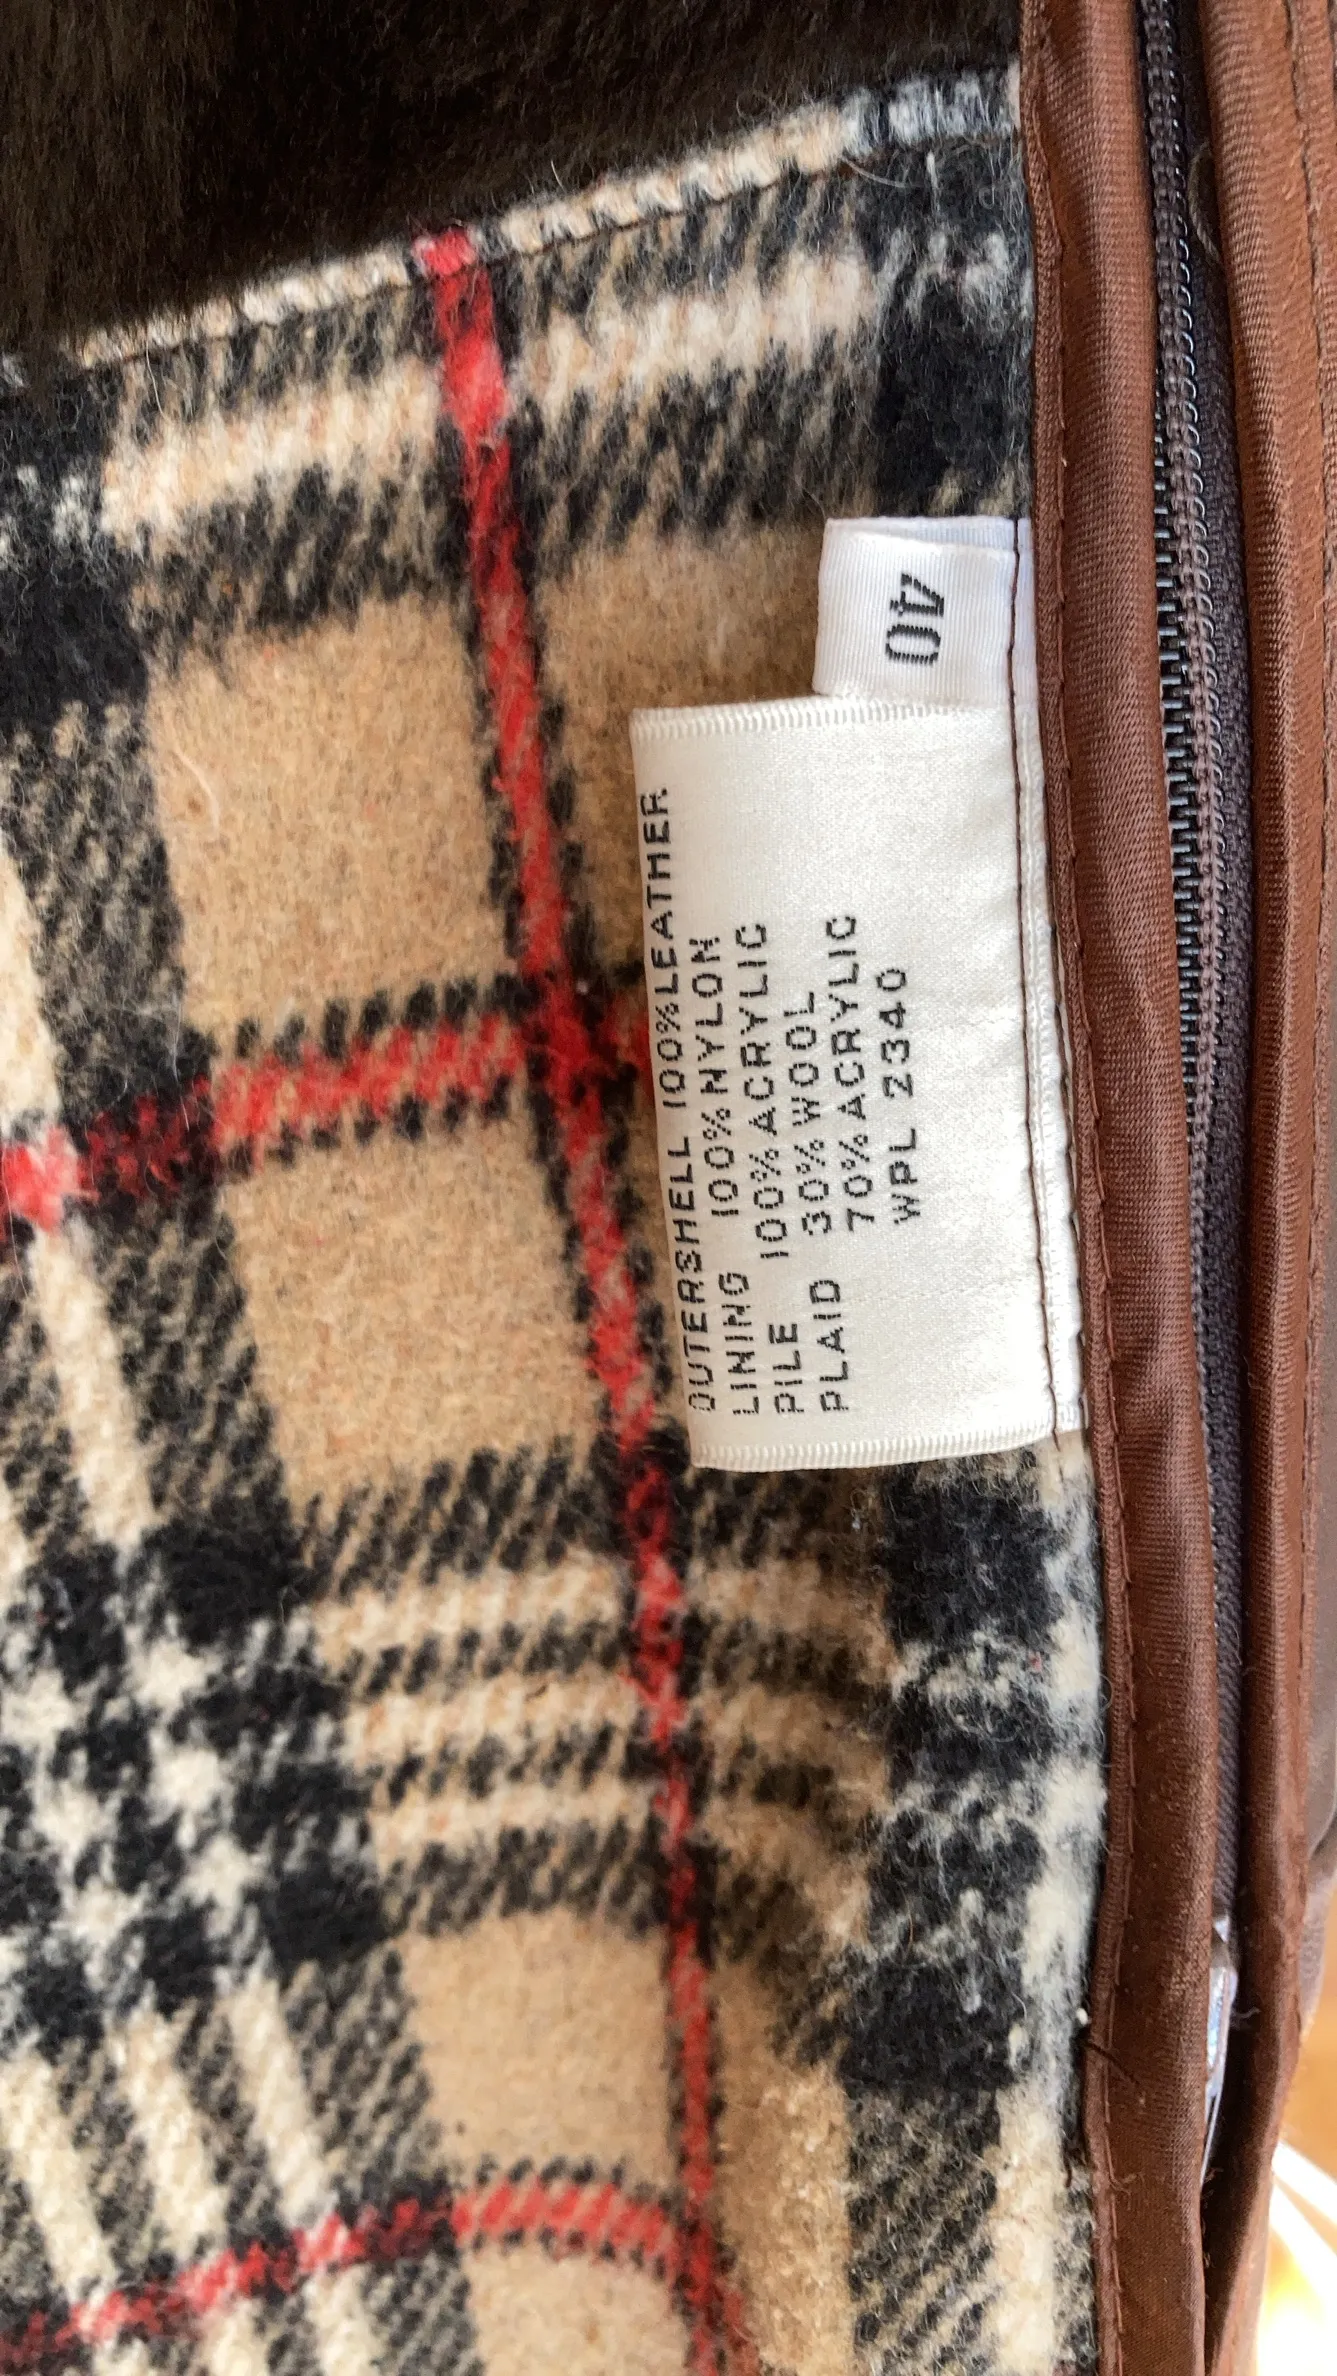 40
OUTERSHELL 100% LEATHER
LINING 100% NYLON
PILE 100% ACRYLIC
PLAID 30% WOOL
70% ACRYLIC
WPL 2340